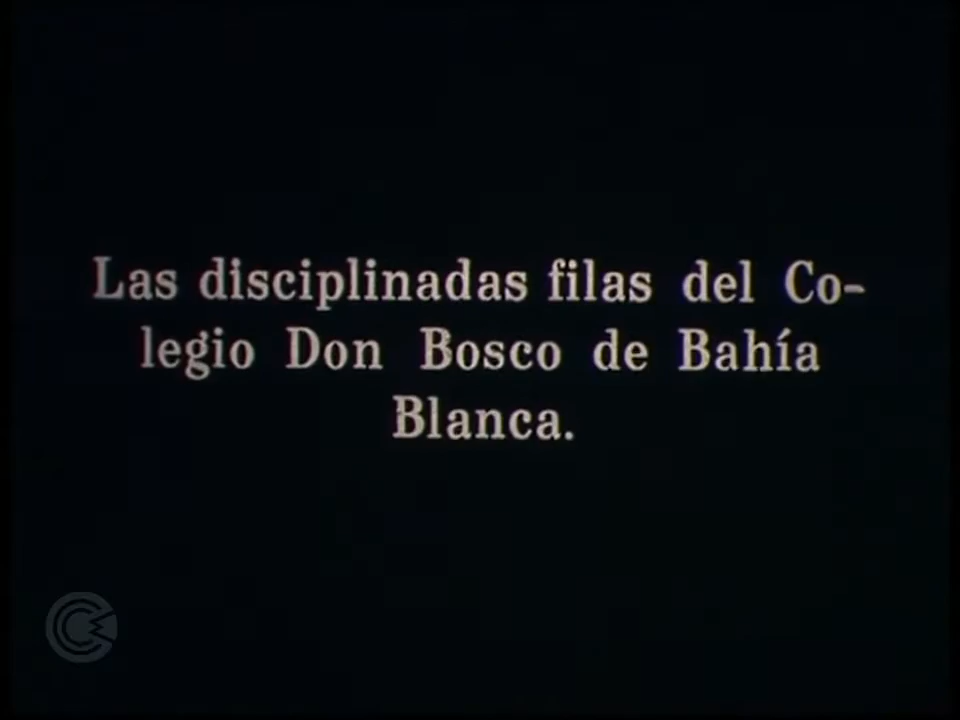 Las disciplinadas filas del Co-
legio Don Bosco de Bahía
Blanca.